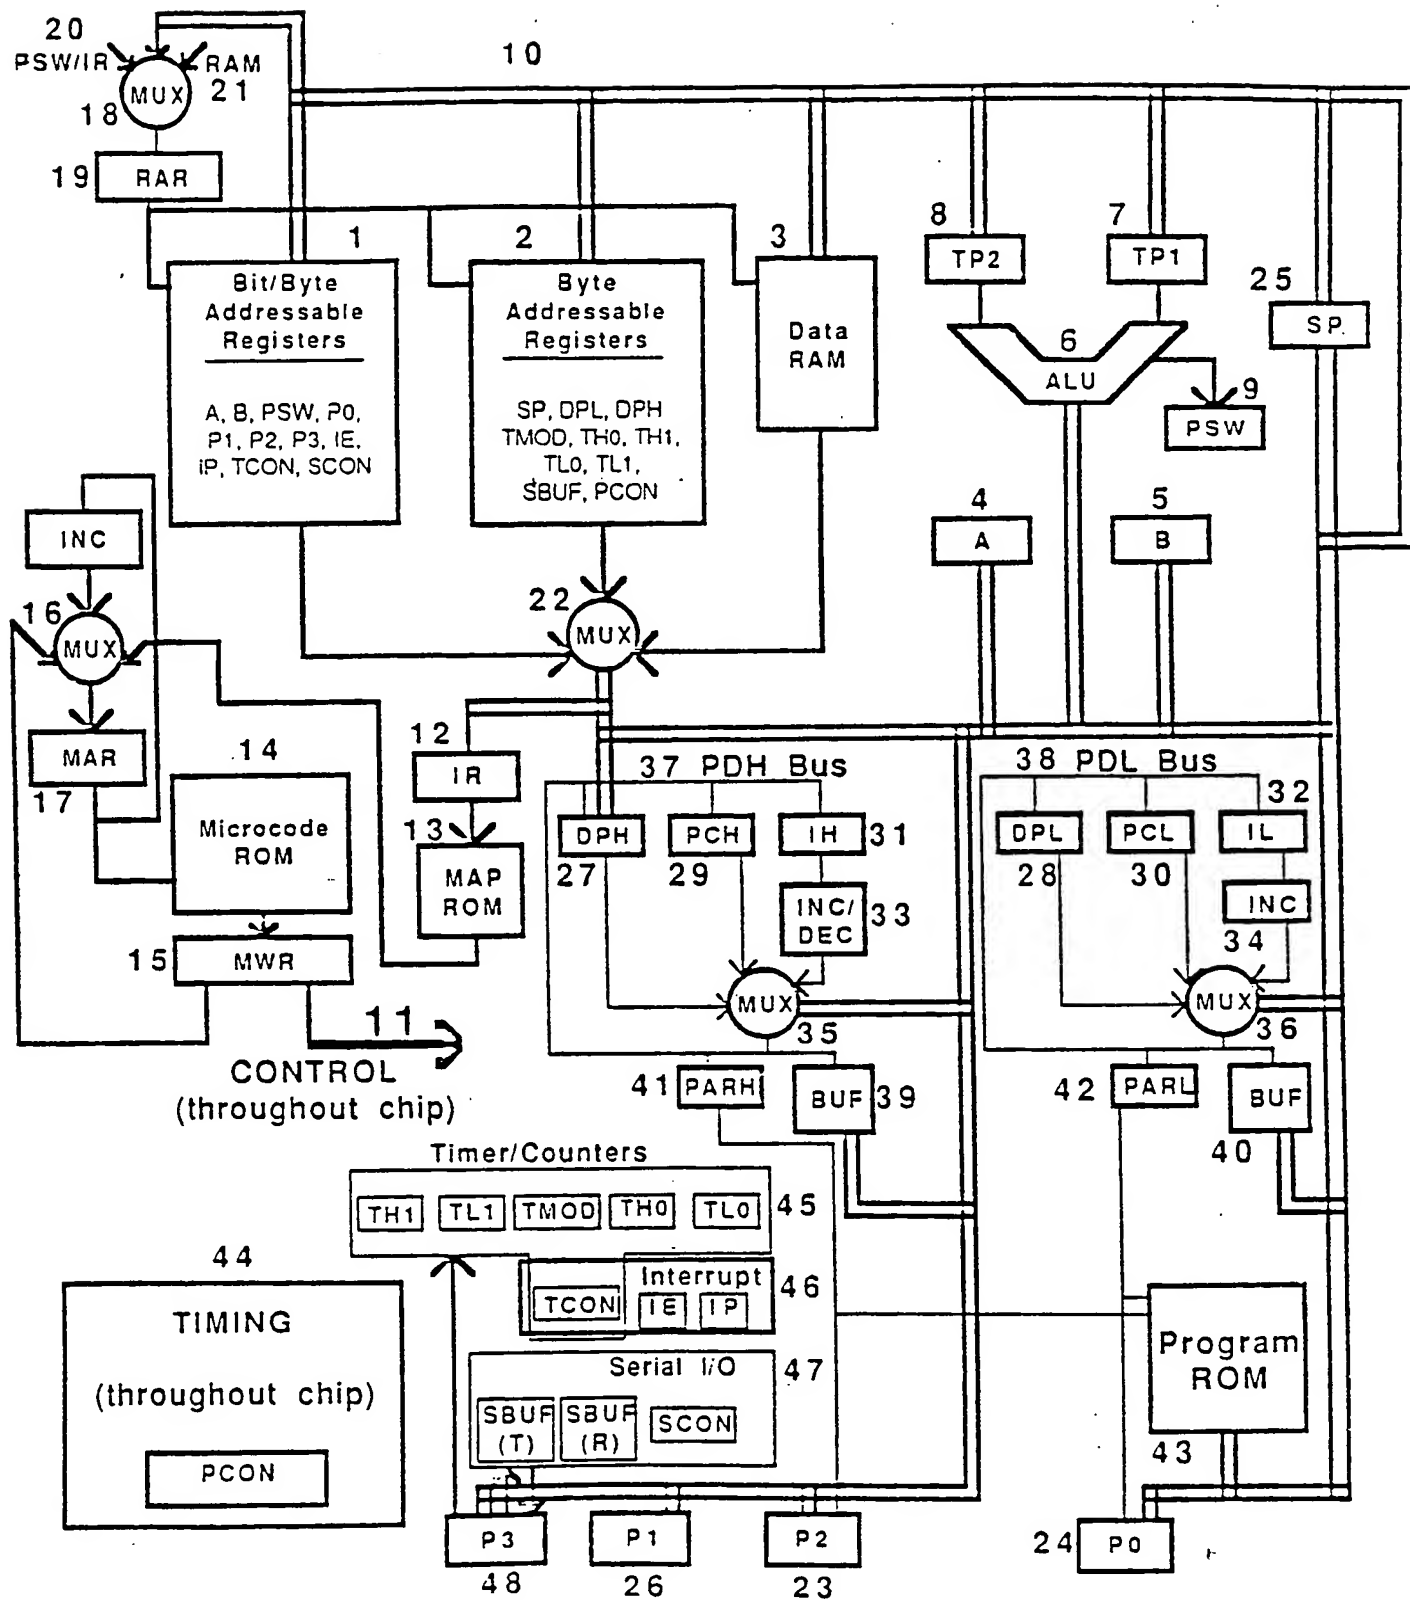 20
PSW/IR
RAM
21
10
MUX
18
19
RAR
1
2
3
8
7
TP2
TP1
25
SP
Bit/Byte
Addressable
Registers
A, B, PSW, P0,
P1, P2, P3, IE,
IP, TCON, SCON
Byte
Addressable
Registers
SP, DPL, DPH
TMOD, TH0, TH1,
TL0, TL1,
SBUF, PCON
Data
RAM
6
ALU
9
PSW
INC
4
A
5
B
16
MUX
22
MUX
MAR
17
14
Microcode
ROM
12
IR
13
MAP
ROM
15
MWR
11
CONTROL
(throughout chip)
37 PDH Bus
DPH
27
PCH
29
IH
31
INC/
DEC
33
MUX
35
41
PARH
BUF
39
38 PDL Bus
32
DPL
28
PCL
30
IL
INC
34
MUX
36
42
PARL
BUF
40
Timer/Counters
TH1
TL1
TMOD
TH0
TL0
45
Interrupt
TCON
IE
IP
46
Serial I/O
47
SBUF
(T)
SBUF
(R)
SCON
44
TIMING
(throughout chip)
PCON
Program
ROM
43
P3
48
P1
26
P2
23
24
P0